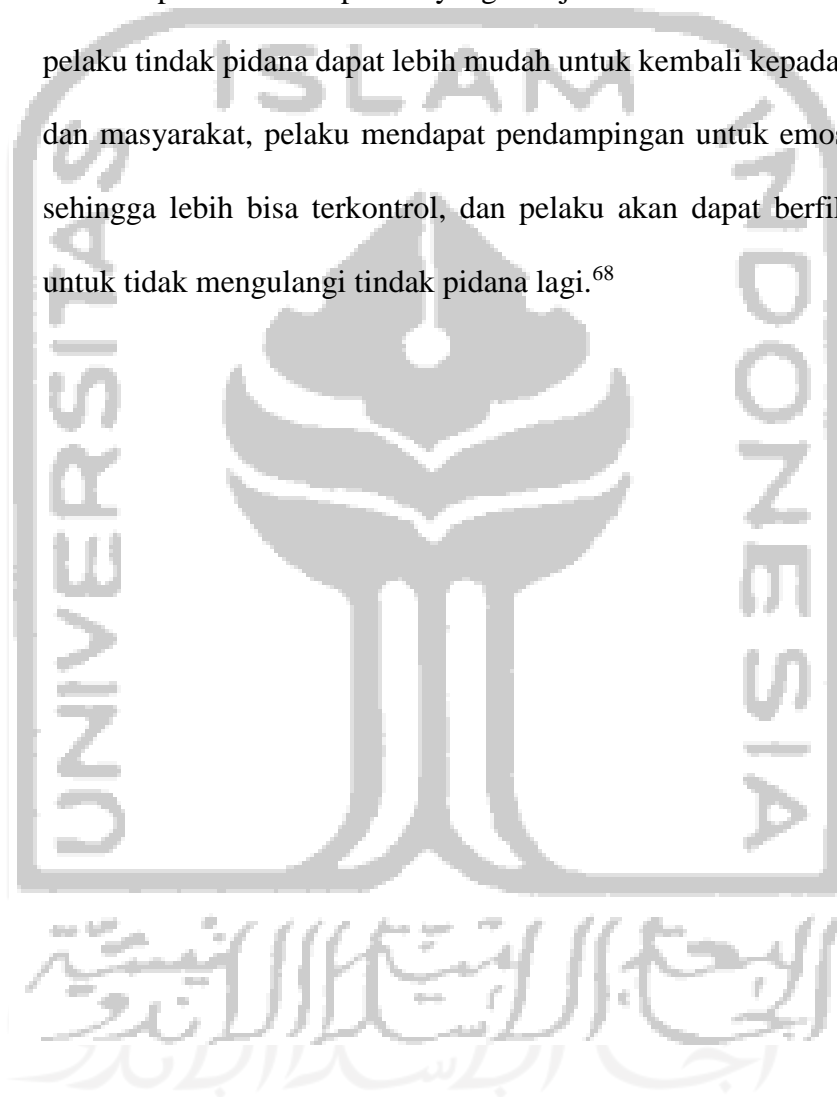 pelaku tindak pidana dapat lebih mudah untuk kembali kepada
dan masyarakat, pelaku mendapat pendampingan untuk
sehingga lebih bisa terkontrol, dan pelaku akan dapat
untuk tidak mengulangi tindak pidana lagi.68
ISLAM
UNIVERSITAS
INDONESIA